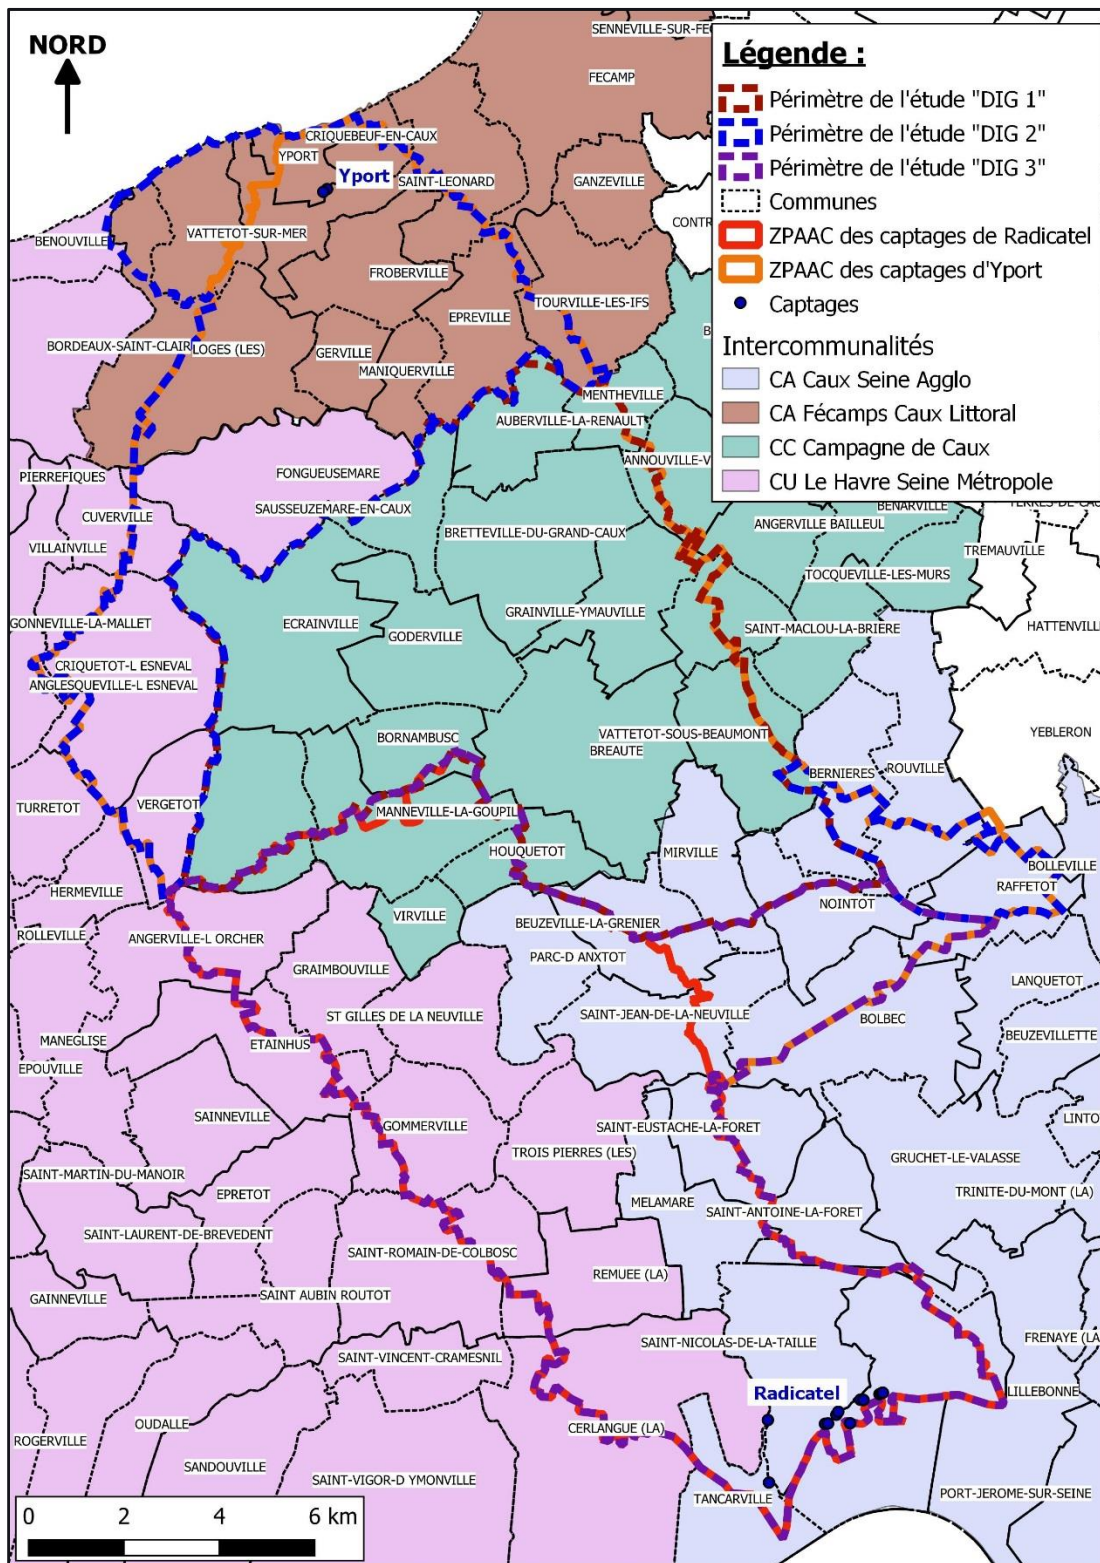 NORD
SENNEVILLE-SUR-FEC
FECAMP
CRIQUEBEUF-EN-CAUX
YPORT
Yport
SAINT-LEONARD
GANZEVILLE
CONTR
BENOUVILLE
VATTETOT-SUR-MER
FROBERVILLE
TOURVILLE-LES-IFS
EPREVILLE
BORDEAUX-SAINT-CLAIR
LOGES (LES)
GERVILLE
MANIQUERVILLE
MENTHEVILLE
AUBERVILLE-LA-RENAULT
Légende :
Périmètre de l'étude "DIG 1"
Périmètre de l'étude "DIG 2"
Périmètre de l'étude "DIG 3"
Communes
ZPAAC des captages de Radicatel
ZPAAC des captages d'Yport
Captages
Intercommunalités
CA Caux Seine Agglo
CA Fécamps Caux Littoral
CC Campagne de Caux
CU Le Havre Seine Métropole
ANNOUVILLE-V
PIERREFIQUES
FONGUEUSEMARE
CUVERVILLE
SAUSSEUZEMARE-EN-CAUX
BENARVILLE
VILLAINVILLE
BRETTEVILLE-DU-GRAND-CAUX
ANGERVILLE BAILLEUL
TREMAUVILLE
TOCQUEVILLE-LES-MURS
GONNEVILLE-LA-MALLET
ECRAINVILLE
GRAINVILLE-YMAUVILLE
GODERVILLE
SAINT-MACLOU-LA-BRIERE
HATTENVILLE
CRIQUETOT-L ESNEVAL
ANGLESQUEVILLE-L ESNEVAL
BORNAMBUSC
VATTETOT-SOUS-BEAUMONT
BREAUTE
YEBLERON
ROUVILLE
BERNIERES
TURRETOT
VERGETOT
MANNEVILLE-LA-GOUPIL
HOUQUETOT
MIRVILLE
BOLLEVILLE
RAFFETOT
HERMEVILLE
NOINTOT
VIRVILLE
BEUZEVILLE-LA-GRENIER
ROLLEVILLE
ANGERVILLE-L ORCHER
PARC-D ANXTOT
GRAIMBOUVILLE
LANQUETOT
ST GILLES DE LA NEUVILLE
SAINT-JEAN-DE-LA-NEUVILLE
BOLBEC
MANEGLISE
ETAINHUS
BEUZEVILLETTE
EPOUVILLE
SAINNEVILLE
GOMMERVILLE
SAINT-EUSTACHE-LA-FORET
TROIS PIERRES (LES)
GRUCHET-LE-VALASSE
SAINT-MARTIN-DU-MANOIR
EPRETOT
MELAMARE
TRINITE-DU-MONT (LA)
SAINT-ANTOINE-LA-FORET
SAINT-LAURENT-DE-BREVEDENT
SAINT-ROMAIN-DE-COLBOSC
REMUEE (LA)
GAINNEVILLE
SAINT AUBIN ROUTOT
SAINT-NICOLAS-DE-LA-TAILLE
FRENAYE (LA
SAINT-VINCENT-CRAMESNIL
Radicatel
LILLEBONNE
OUDALLE
CERLANGUE (LA)
ROGERVILLE
SANDOUVILLE
SAINT-VIGOR-D YMONVILLE
TANCARVILLE
PORT-JEROME-SUR-SEINE
0 2 4 6 km